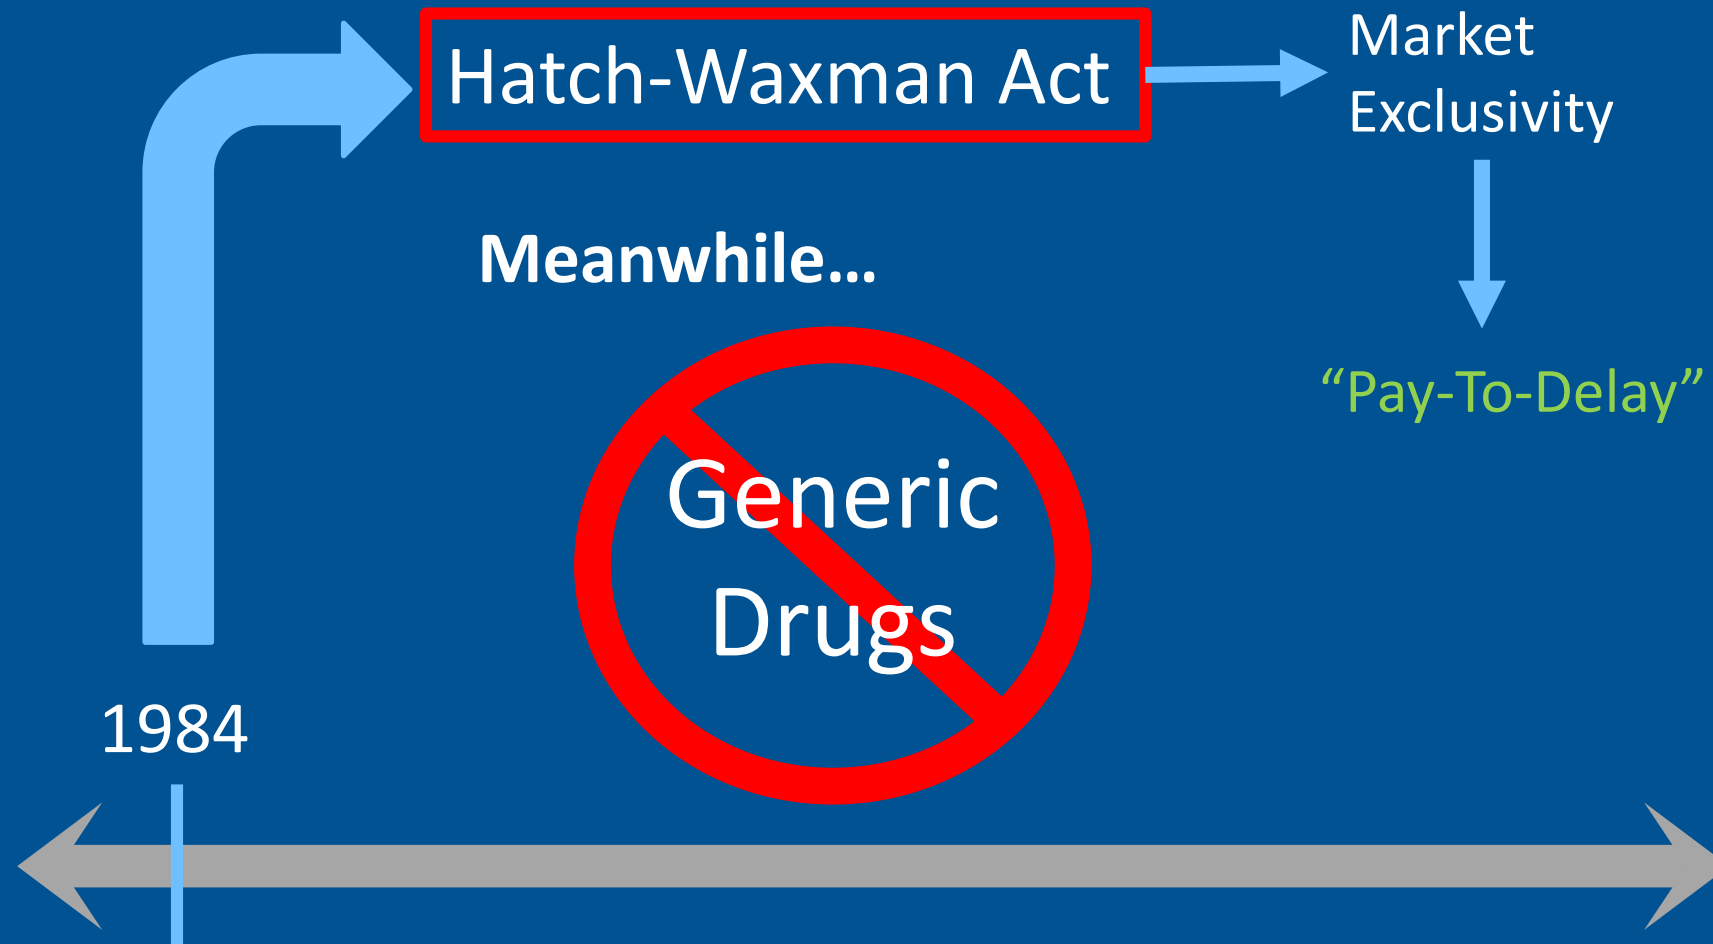 Hatch-Waxman Act
Market
Exclusivity
Meanwhile…
“Pay-To-Delay”
Generic
Drugs
1984